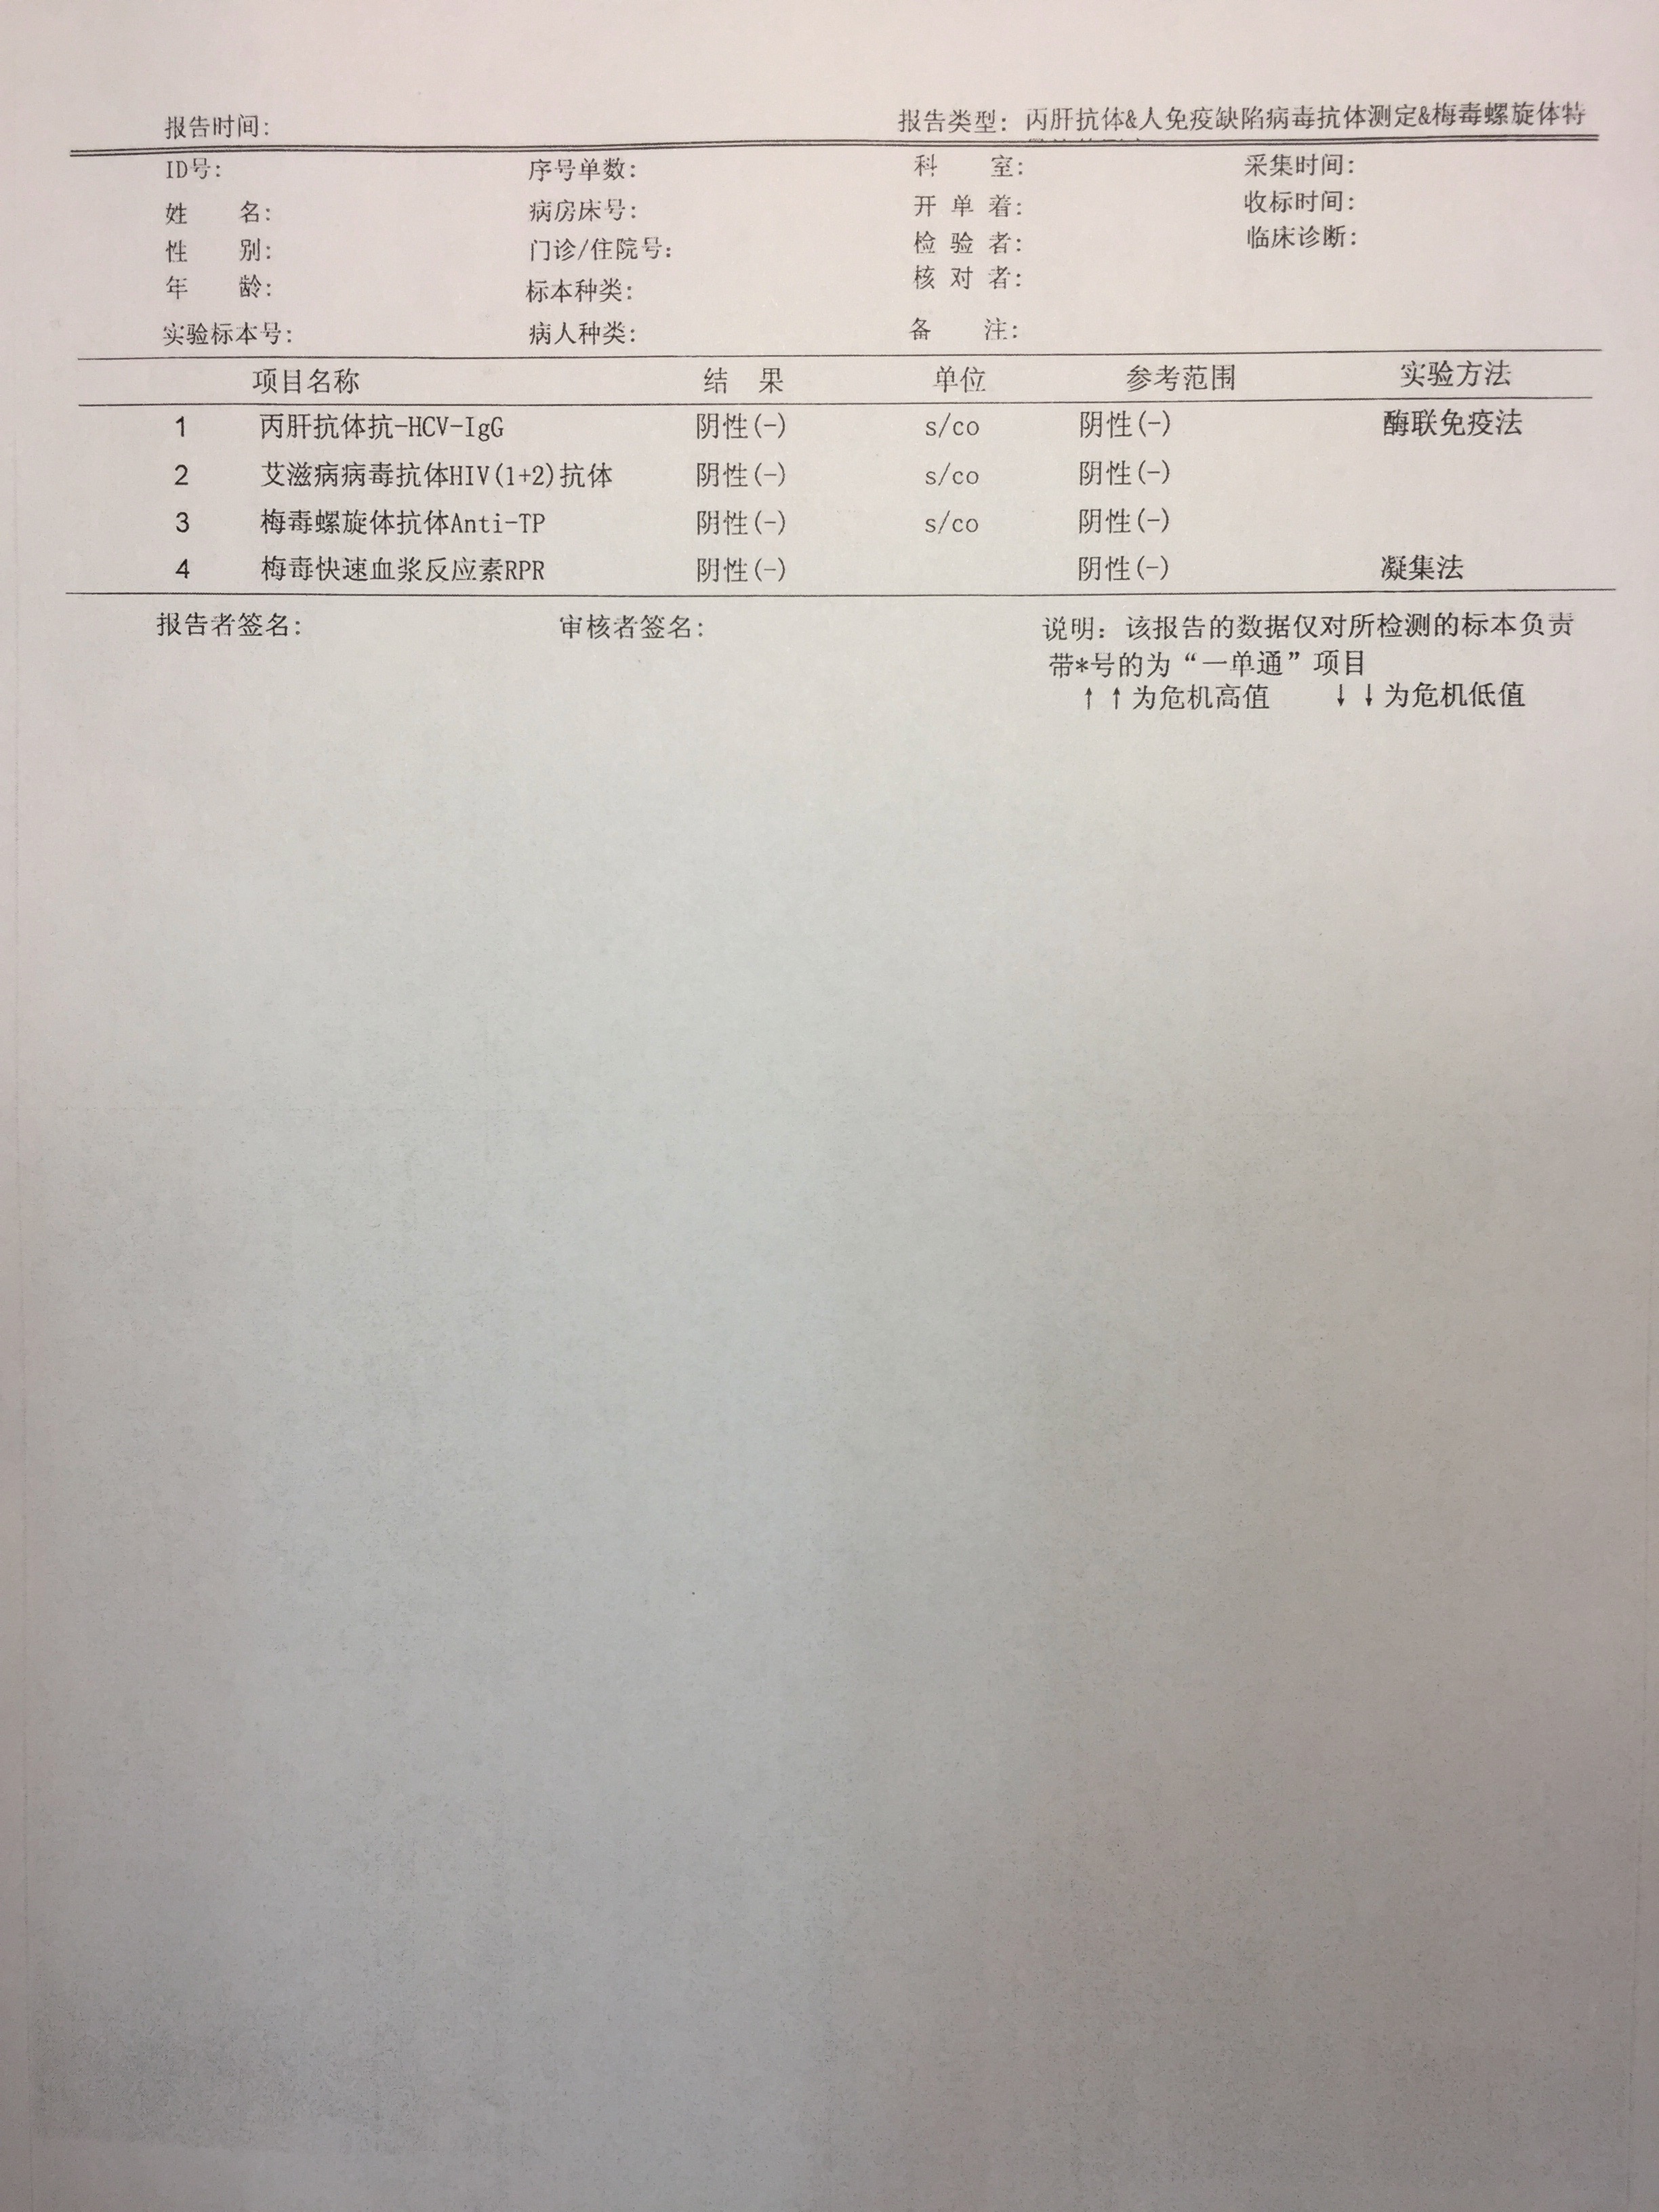 报告时间: 报告类型: 丙肝抗体&人免疫缺陷病毒抗体测定&梅毒螺旋体特
ID号: 序号单数: 科 室: 采集时间:
姓 名: 病房床号: 开 单 着: 收标时间:
性 别: 门诊/住院号: 检 验 者: 临床诊断:
年 龄: 标本种类: 核 对 者:
实验标本号: 病人种类: 备 注:
项目名称 结 果 单位 参考范围 实验方法
1 丙肝抗体抗-HCV-IgG 阴性(-) s/co 阴性(-) 酶联免疫法
2 艾滋病病毒抗体HIV(1+2)抗体 阴性(-) s/co 阴性(-)
3 梅毒螺旋体抗体Anti-TP 阴性(-) s/co 阴性(-)
4 梅毒快速血浆反应素RPR 阴性(-) 阴性(-) 凝集法
报告者签名: 审核者签名: 说明: 该报告的数据仅对所检测的标本负责
带*号的为“一单通”项目
↑↑为危机高值 ↓↓为危机低值